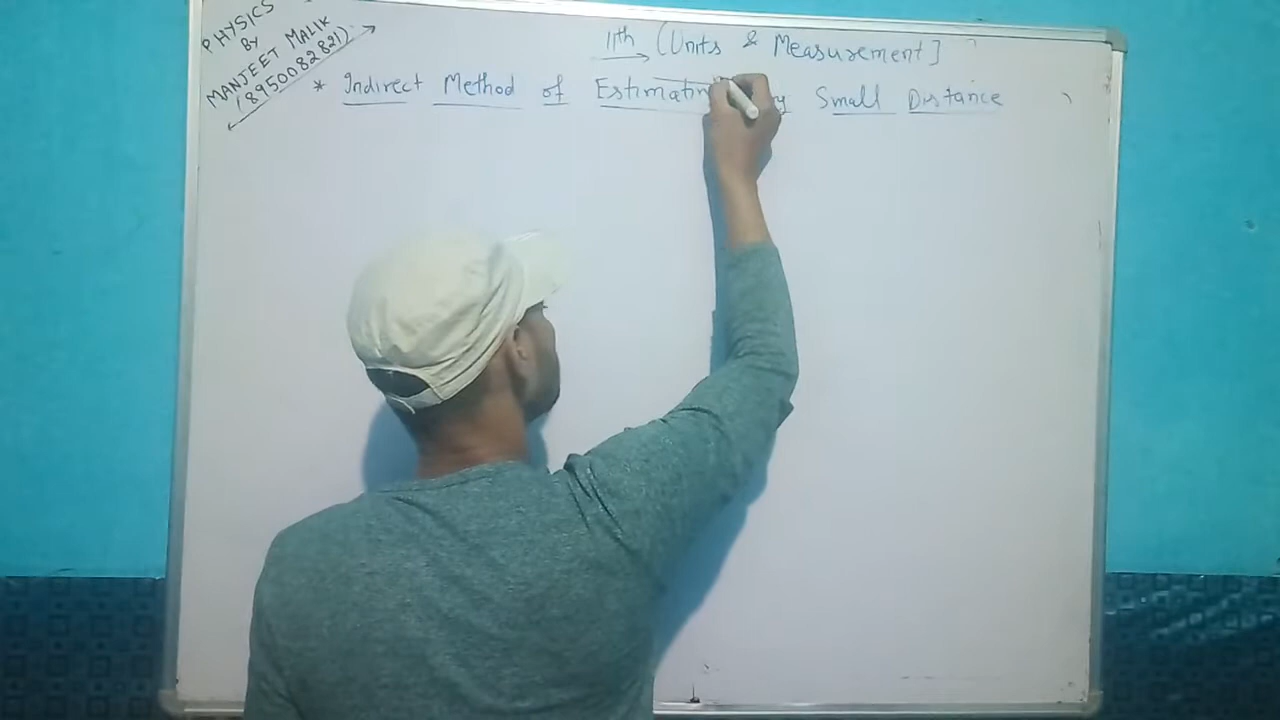 PHYSICS
BY
MANJEET MALIK
(8950082821)
11th (Units & Measurement]
* Indirect Method of Small Distance